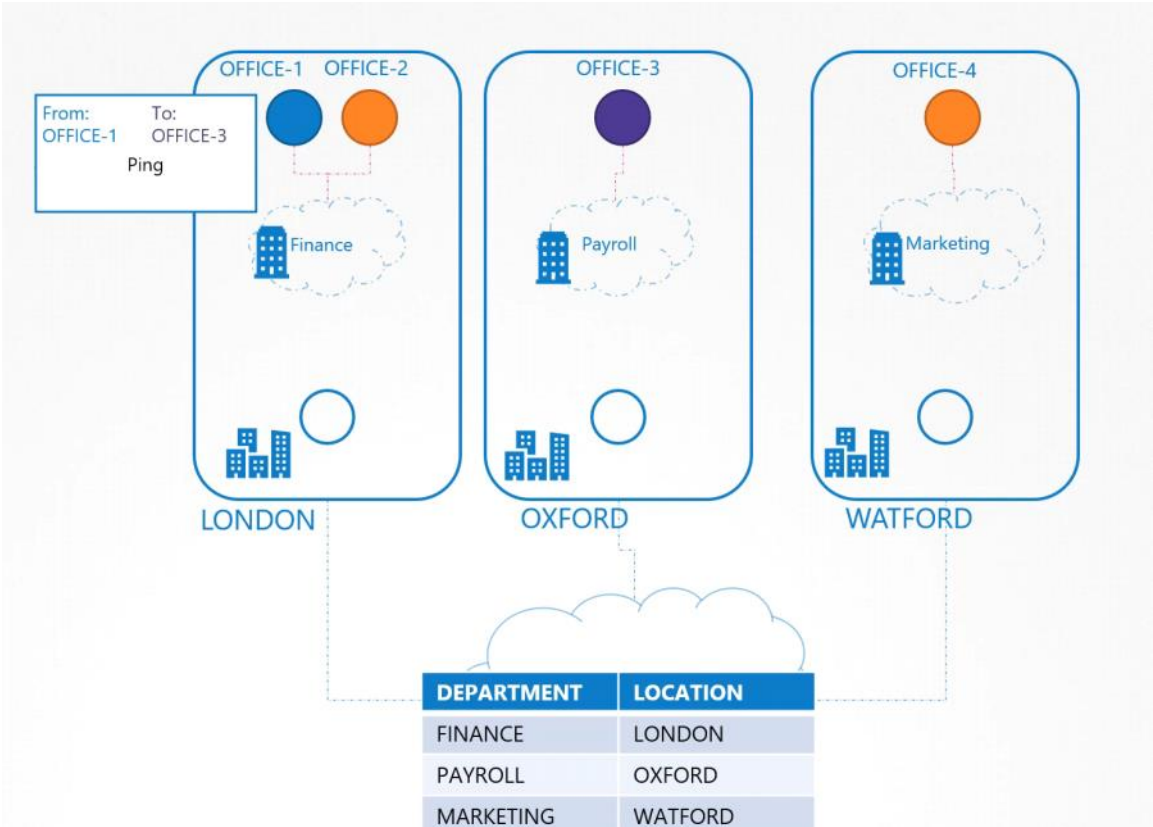 OFFICE-1 OFFICE-2
OFFICE-3
OFFICE-4
From: To:
OFFICE-1 OFFICE-3
Ping
Finance
Payroll
Marketing
LONDON
OXFORD
WATFORD
DEPARTMENT LOCATION
FINANCE LONDON
PAYROLL OXFORD
MARKETING WATFORD